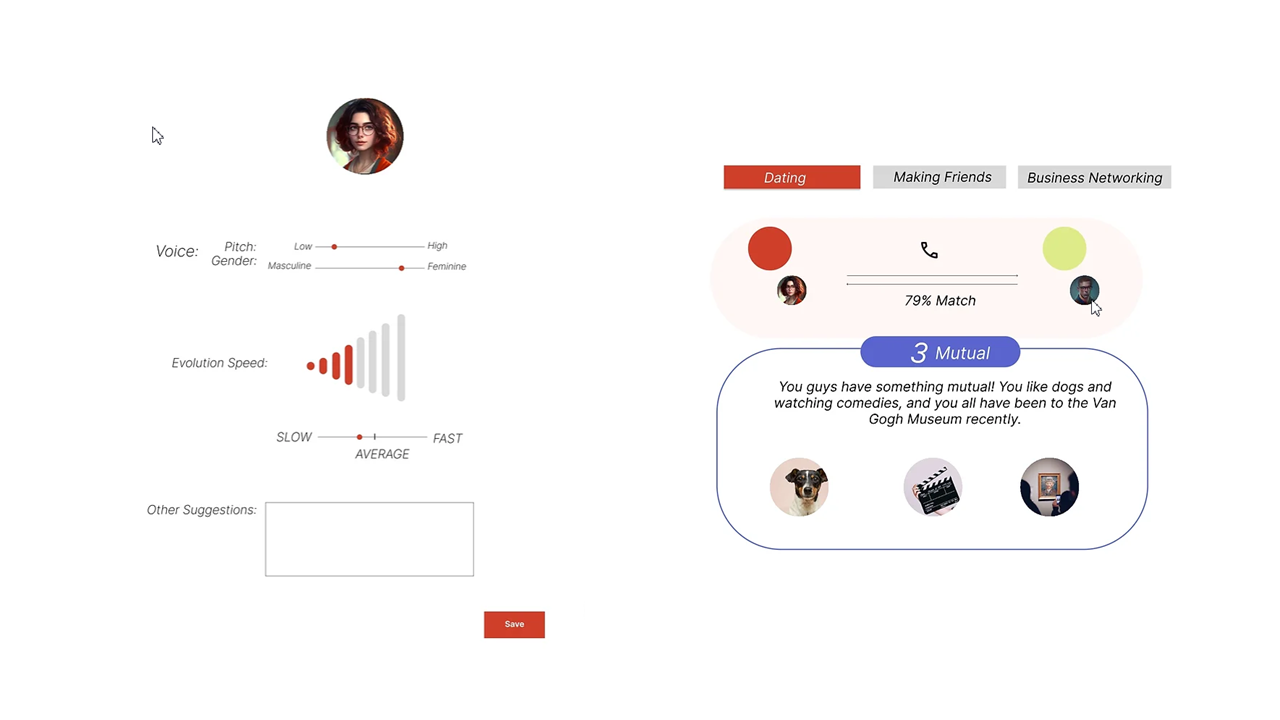 Voice:
Pitch:
Low
High
Gender:
Masculine
Feminine
Evolution Speed:
SLOW
FAST
AVERAGE
Other Suggestions:
Save
Dating
Making Friends
Business Networking
79% Match
3 Mutual
You guys have something mutual! You like dogs and
watching comedies, and you all have been to the Van
Gogh Museum recently.